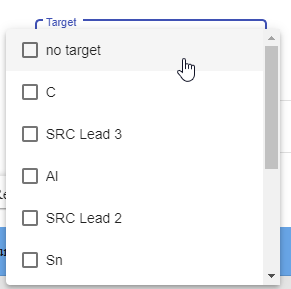 Target
no target
C
SRC Lead 3
Al
SRC Lead 2
Sn